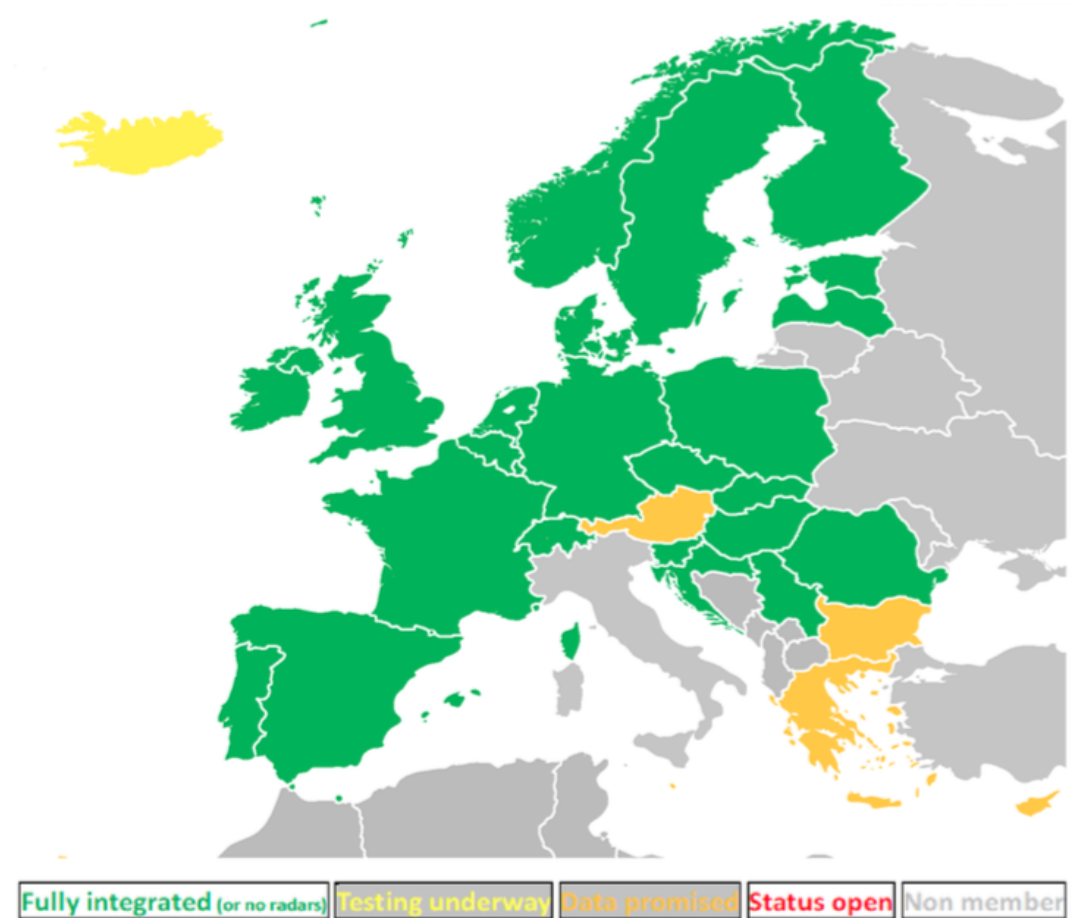 Fully integrated (or no radars) Testing underway Data promised Status open Non member